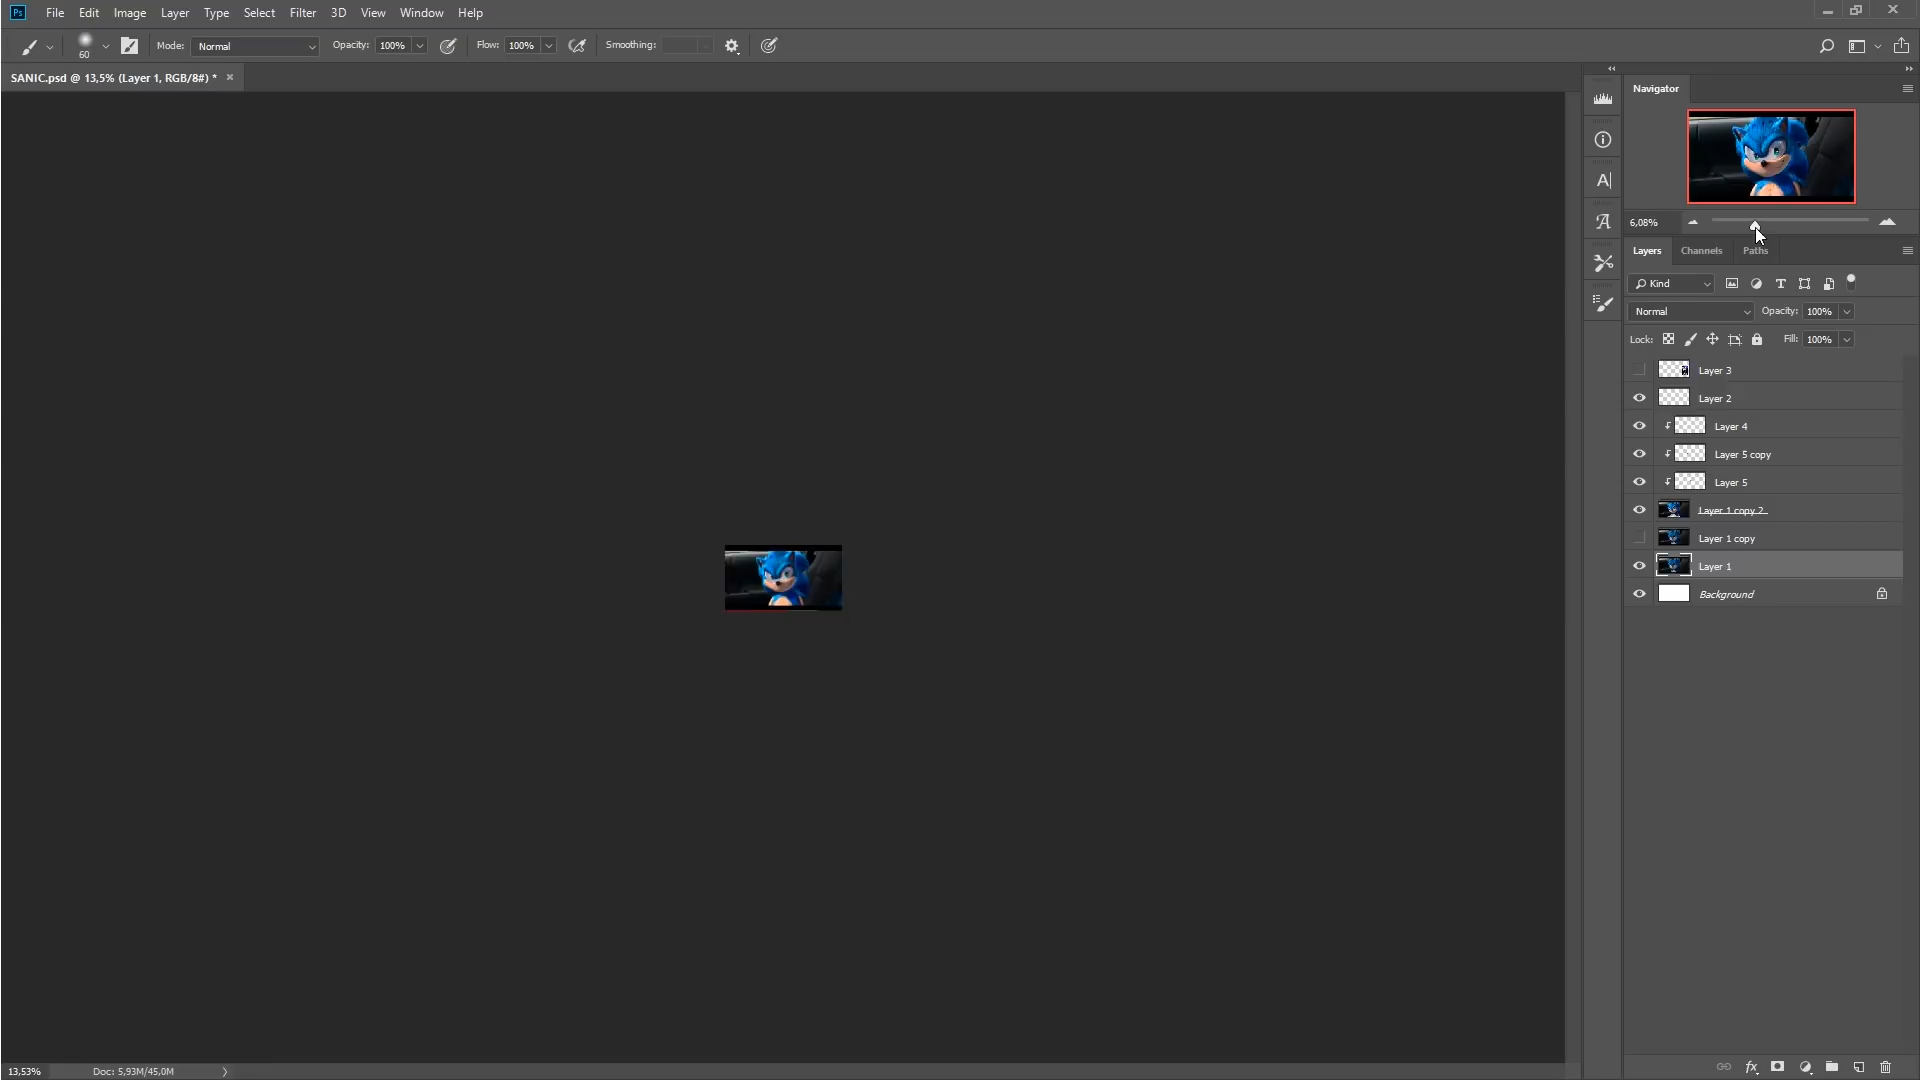 Ps File Edit Image Layer Type Select Filter 3D View Window Help
60 Mode: Normal Opacity: 100% Flow: 100% Smoothing:
SANIC.psd @ 13,5% (Layer 1, RGB/8#) *
Navigator
6,08%
Layers Channels Paths
Kind
Normal Opacity: 100%
Lock: Fill: 100%
Layer 3
Layer 2
Layer 4
Layer 5 copy
Layer 5
Layer 1 copy 2
Layer 1 copy
Layer 1
Background
13,53% Doc: 5,93M/45,0M